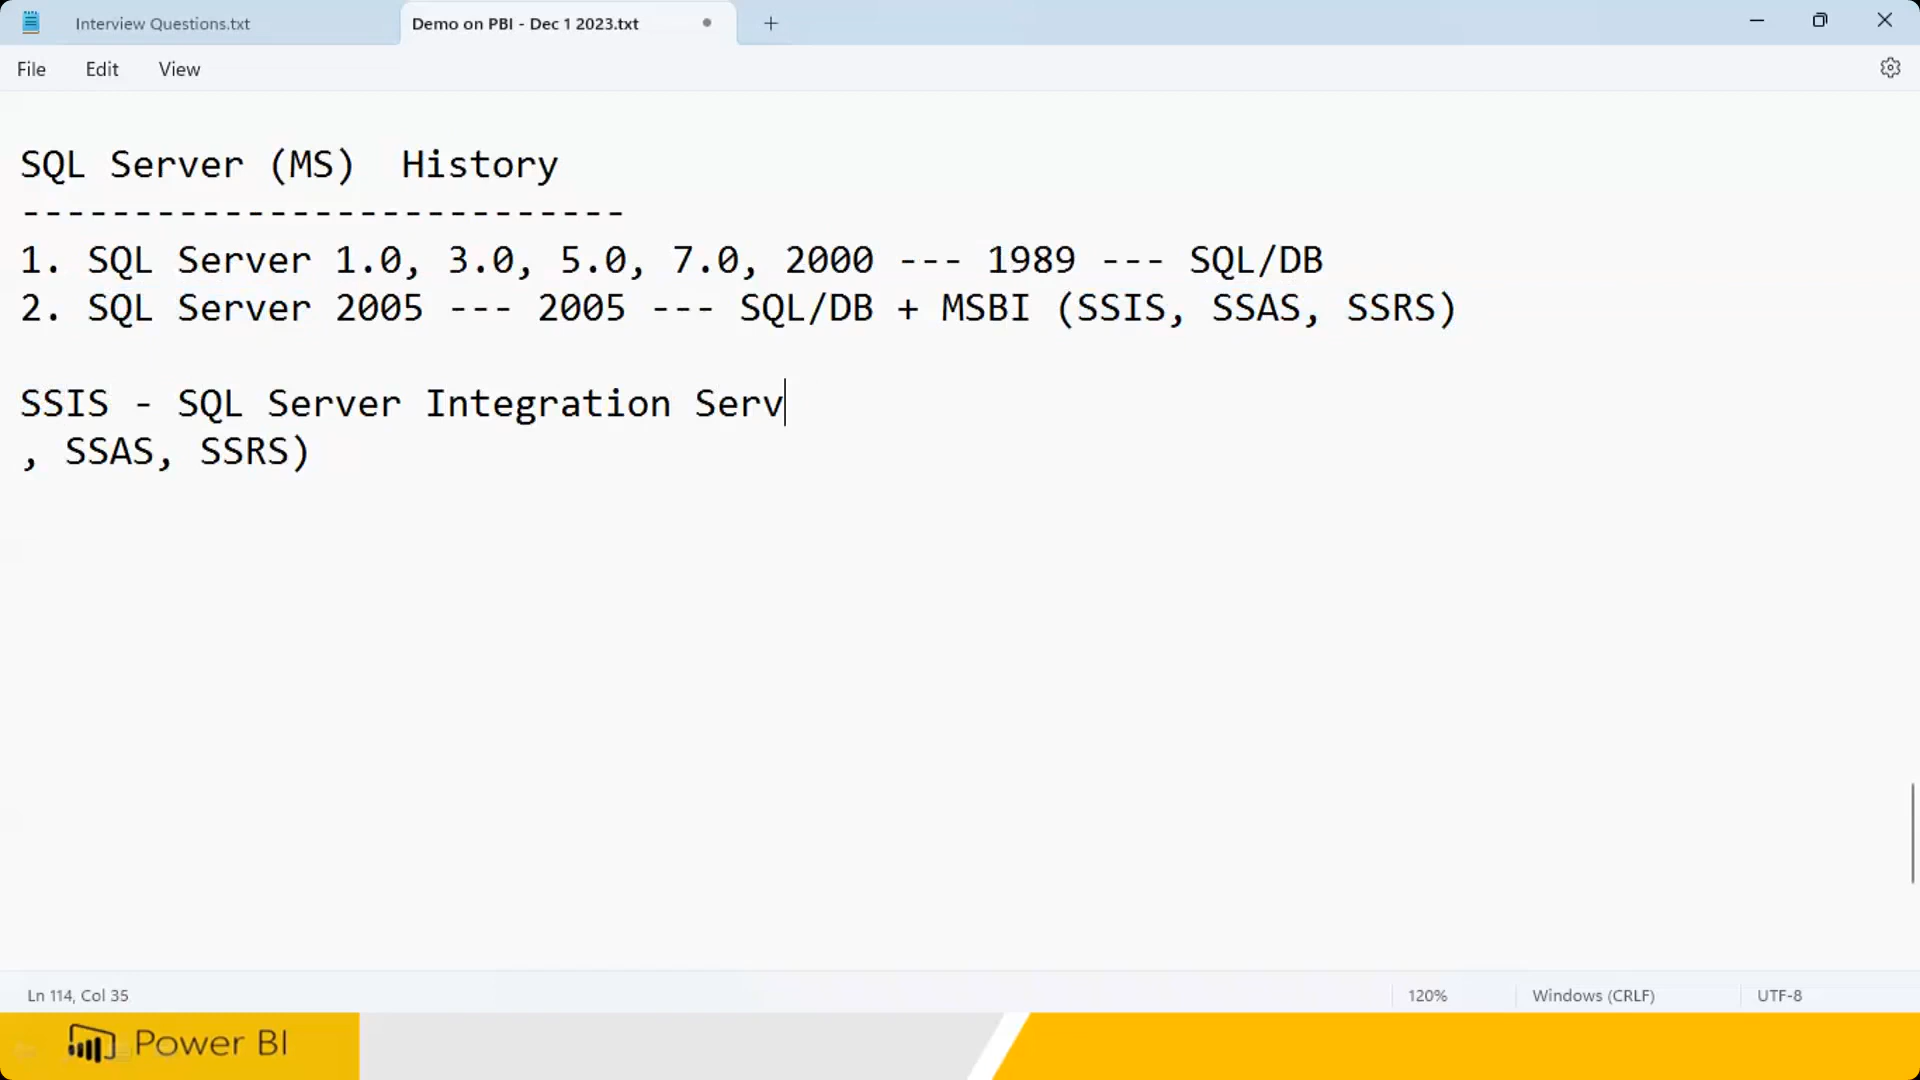 Interview Questions.txt
Demo on PBI - Dec 1 2023.txt
File Edit View
SQL Server (MS)  History
---------------------------
1. SQL Server 1.0, 3.0, 5.0, 7.0, 2000 --- 1989 --- SQL/DB
2. SQL Server 2005 --- 2005 --- SQL/DB + MSBI (SSIS, SSAS, SSRS)
SSIS - SQL Server Integration Serv
, SSAS, SSRS)
Ln 114, Col 35
120%
Windows (CRLF)
UTF-8
Power BI